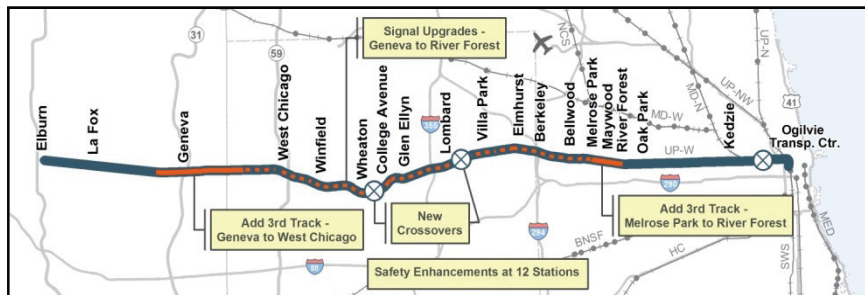 Signal Upgrades -
Geneva to River Forest
31
59
NCS
UP-N
UP-NW
MD-N
41
MD-W
355
Elburn
La Fox
Geneva
West Chicago
Winfield
Wheaton
College Avenue
Glen Ellyn
Lombard
Villa Park
Elmhurst
Berkeley
Bellwood
Melrose Park
Maywood
River Forest
Oak Park
Kedzie
Ogilvie
Transp. Ctr.
UP-W
290
Add 3rd Track -
Geneva to West Chicago
New
Crossovers
Add 3rd Track -
Melrose Park to River Forest
294
BNSF
HC
SWS
MED
88
Safety Enhancements at 12 Stations